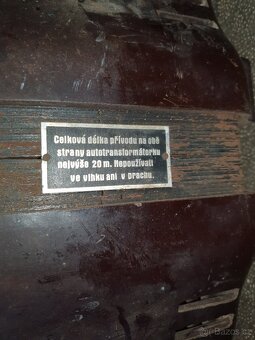 Celková délka přívodu na obě
strany autotransformátorku
nejvýše 20 m. Nepoužívati
ve vlhku ani v prachu.